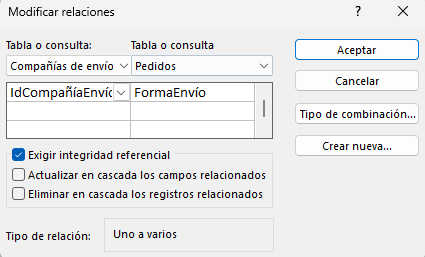 Modificar relaciones
Tabla o consulta: Tabla o consulta
Compañías de envío Pedidos
IdCompañíaEnvíc FormaEnvío
Exigir integridad referencial
Actualizar en cascada los campos relacionados
Eliminar en cascada los registros relacionados
Tipo de relación: Uno a varios
Aceptar
Cancelar
Tipo de combinación...
Crear nueva...